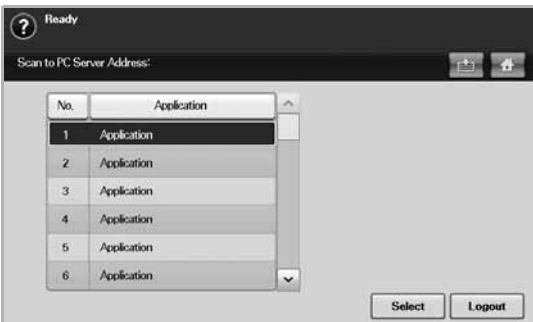 ? Ready
Scan to PC Server Address:
No. Application
1 Application
2 Application
3 Application
4 Application
5 Application
6 Application
Select Logout